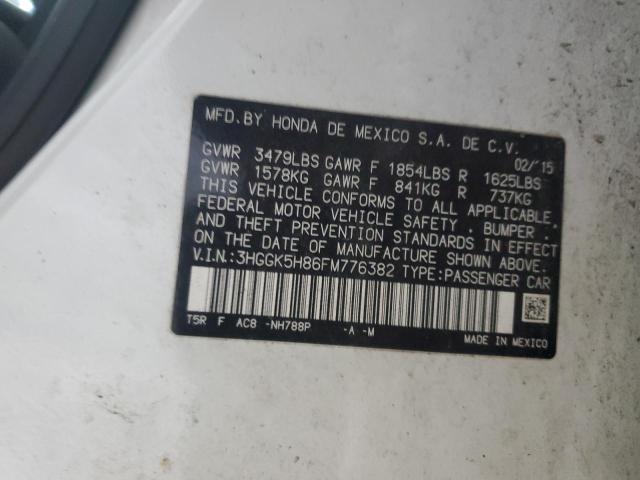 MFD.BY HONDA DE MEXICO S.A. DE C.V.
02/'15
GVWR 3479LBS GAWR F 1854LBS R 1625LBS
GVWR 1578KG GAWR F 841KG R 737KG
THIS VEHICLE CONFORMS TO ALL APPLICABLE
FEDERAL MOTOR VEHICLE SAFETY , BUMPER ,
AND THEFT PREVENTION STANDARDS IN EFFECT
ON THE DATE OF MANUFACTURE SHOWN ABOVE.
V.I.N.:3HGGK5H86FM776382 TYPE:PASSENGER CAR
T5R F AC8 -NH788P -A -M
MADE IN MEXICO